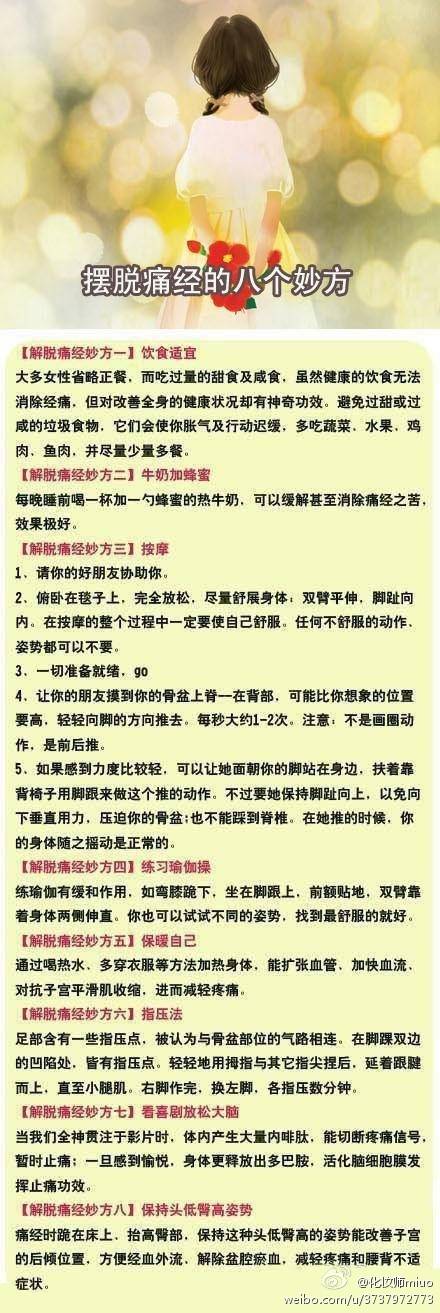 摆脱痛经的八个妙方
【解脱痛经妙方一】饮食适宜
大多女性省略正餐，而吃过量的甜食及咸食，虽然健康的饮食无法
消除经痛，但对改善全身的健康状况却有神奇功效。避免过甜或过
咸的垃圾食物，它们会使你胀气及行动迟缓，多吃蔬菜、水果、鸡
肉、鱼肉，并尽量少量多餐。
【解脱痛经妙方二】牛奶加蜂蜜
每晚睡前喝一杯加一勺蜂蜜的热牛奶，可以缓解甚至消除痛经之苦，
效果极好。
【解脱痛经妙方三】按摩
1、请你的好朋友协助你。
2、俯卧在毯子上，完全放松，尽量舒展身体：双臂平伸，脚趾向
内。在按摩的整个过程中一定要使自己舒服。任何不舒服的动作、
姿势都可以不要。
3、一切准备就绪，go
4、让你的朋友摸到你的骨盆上脊--在背部，可能比你想象的位置
要高，轻轻向脚的方向推去。每秒大约1-2次。注意：不是画圈动
作，是前后推。
5、如果感到力度比较轻，可以让她面朝你的脚站在身边，扶着靠
背椅子用脚跟来做这个推的动作。不过要她保持脚趾向上，以免向
下垂直用力，压迫你的骨盆;也不能踩到脊椎。在她推的时候，你
的身体随之摇动是正常的。
【解脱痛经妙方四】练习瑜伽操
练瑜伽有缓和作用，如弯膝跪下，坐在脚跟上，前额贴地，双臂靠
着身体两侧伸直。你也可以试试不同的姿势，找到最舒服的就好。
【解脱痛经妙方五】保暖自己
通过喝热水、多穿衣服等方法加热身体，能扩张血管、加快血流、
对抗子宫平滑肌收缩，进而减轻疼痛。
【解脱痛经妙方六】指压法
足部含有一些指压点，被认为与骨盆部位的气路相连。在脚踝双边
的凹陷处，皆有指压点。轻轻地用拇指与其它指尖捏后，延着跟腱
而上，直至小腿肌。右脚作完，换左脚，各指压数分钟。
【解脱痛经妙方七】看喜剧放松大脑
当我们全神贯注于影片时，体内产生大量内啡肽，能切断疼痛信号，
暂时止痛；一旦感到愉悦，身体更释放出多巴胺，活化脑细胞膜发
挥止痛功效。
【解脱痛经妙方八】保持头低臀高姿势
痛经时跪在床上、抬高臀部，保持这种头低臀高的姿势能改善子宫
的后倾位置，方便经血外流、解除盆腔瘀血，减轻疼痛和腰背不适
症状。
@化妆师miuo
weibo.com/u/3737972773